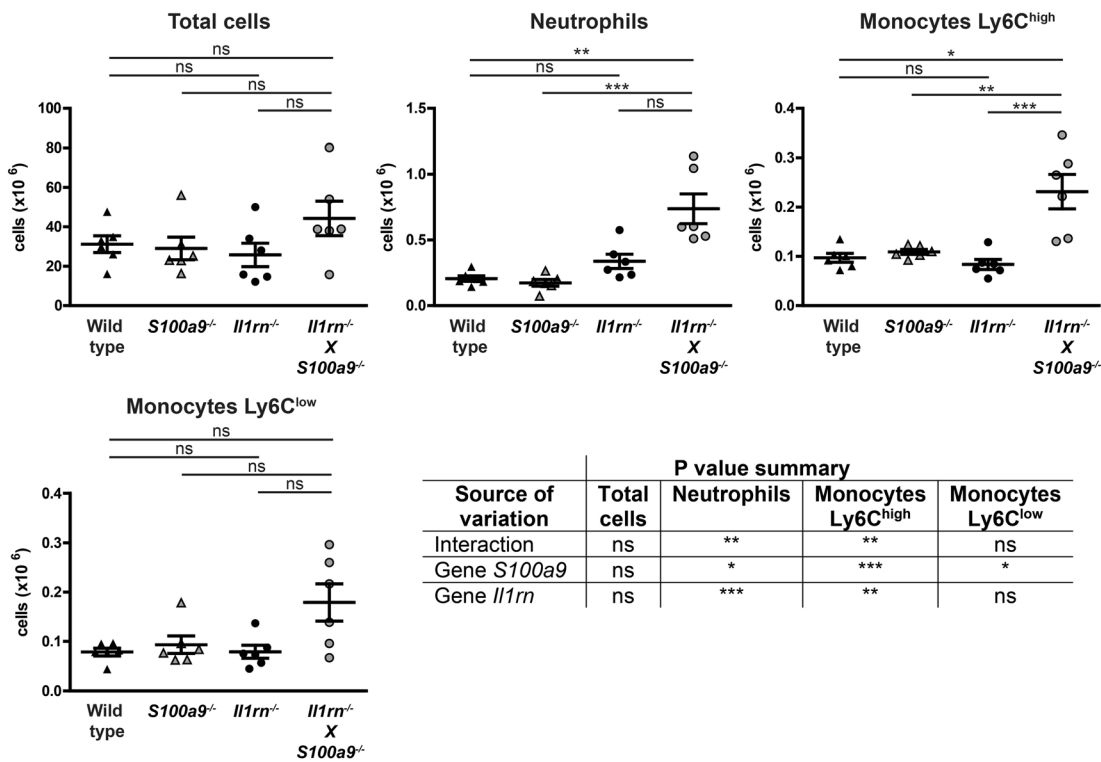 Total cells
ns
ns
ns
ns
cells (x10 ⁶)
100
80
60
40
20
0
Wild type
S100a9⁻/⁻
Il1rn⁻/⁻
Il1rn⁻/⁻
X
S100a9⁻/⁻
Neutrophils
**
ns
***
ns
cells (x10 ⁶)
1.5
1.0
0.5
0.0
Wild type
S100a9⁻/⁻
Il1rn⁻/⁻
Il1rn⁻/⁻
X
S100a9⁻/⁻
Monocytes Ly6Cʰⁱᵍʰ
*
ns
**
***
cells (x10 ⁶)
0.4
0.3
0.2
0.1
0.0
Wild type
S100a9⁻/⁻
Il1rn⁻/⁻
Il1rn⁻/⁻
X
S100a9⁻/⁻
Monocytes Ly6Cˡᵒʷ
ns
ns
ns
ns
cells (x10 ⁶)
0.4
0.3
0.2
0.1
0.0
Wild type
S100a9⁻/⁻
Il1rn⁻/⁻
Il1rn⁻/⁻
X
S100a9⁻/⁻
P value summary
Source of variation Total cells Neutrophils Monocytes Ly6Cʰⁱᵍʰ Monocytes Ly6Cˡᵒʷ
Interaction ns ** ** ns
Gene S100a9 ns * *** *
Gene Il1rn ns *** ** ns